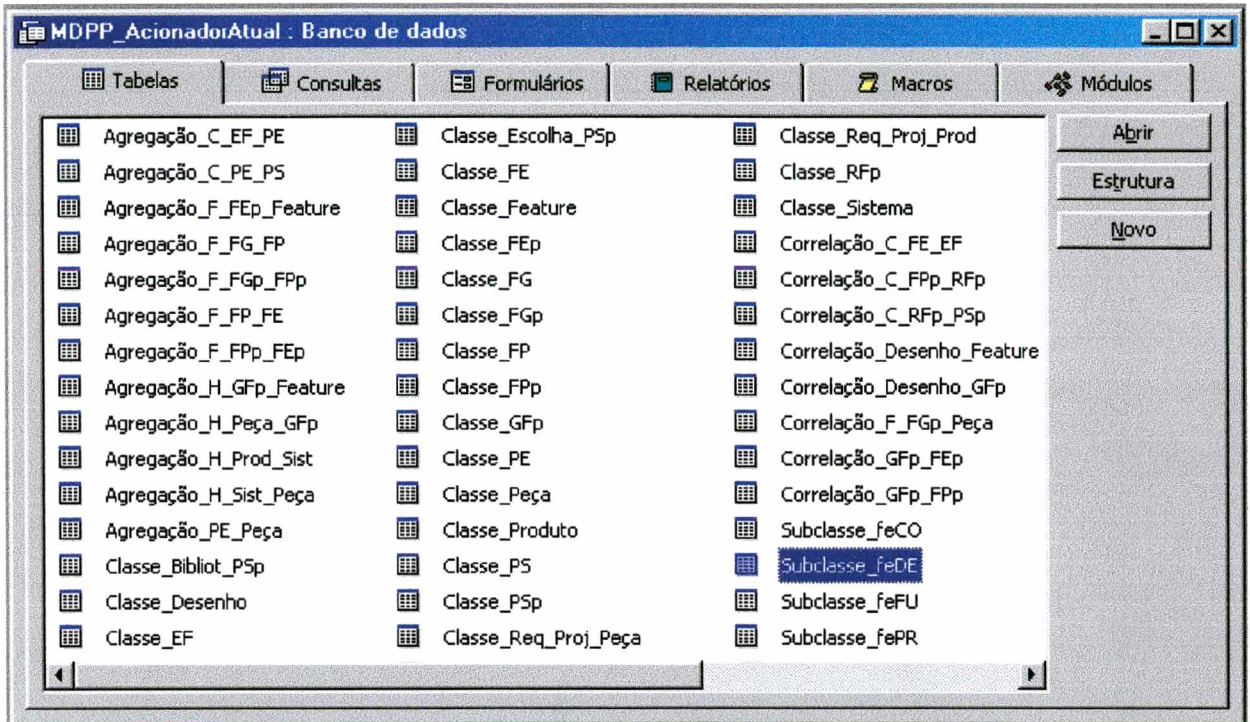 MDPP_AcionadorAtual : Banco de dados
Tabelas
Consultas
Formulários
Relatórios
Macros
Módulos
Agregação_C_EF_PE
Agregação_C_PE_PS
Agregação_F_FEp_Feature
Agregação_F_FG_FP
Agregação_F_FGp_FPp
Agregação_F_FP_FE
Agregação_F_FPp_FEp
Agregação_H_GFp_Feature
Agregação_H_Peça_GFp
Agregação_H_Prod_Sist
Agregação_H_Sist_Peça
Agregação_PE_Peça
Classe_Bibliot_PSp
Classe_Desenho
Classe_EF
Classe_Escolha_PSp
Classe_FE
Classe_Feature
Classe_FEp
Classe_FG
Classe_FGp
Classe_FP
Classe_FPp
Classe_GFp
Classe_PE
Classe_Peça
Classe_Produto
Classe_PS
Classe_PSp
Classe_Req_Proj_Peça
Classe_Req_Proj_Prod
Classe_RFp
Classe_Sistema
Correlação_C_FE_EF
Correlação_C_FPp_RFp
Correlação_C_RFp_PSp
Correlação_Desenho_Feature
Correlação_Desenho_GFp
Correlação_F_FGp_Peça
Correlação_GFp_FEp
Correlação_GFp_FPp
Subclasse_feCO
Subclasse_feDE
Subclasse_feFU
Subclasse_fePR
Abrir
Estrutura
Novo